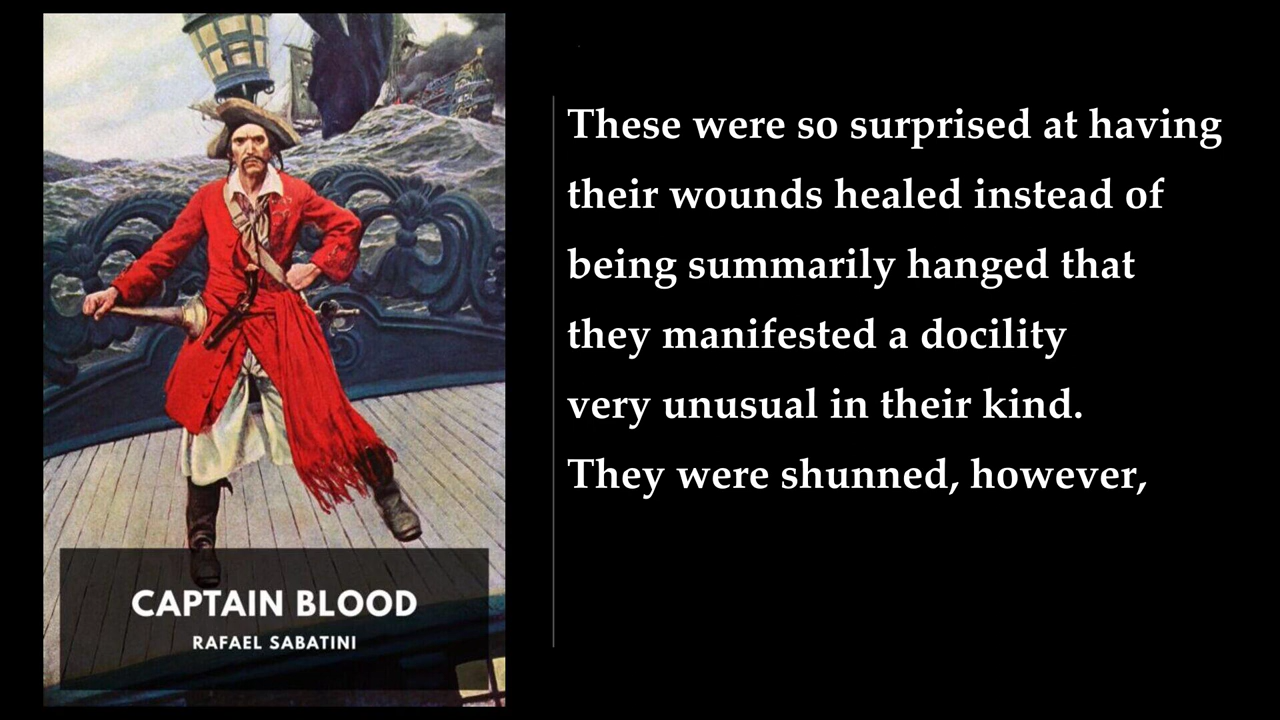 CAPTAIN BLOOD
RAFAEL SABATINI
These were so surprised at having
their wounds healed instead of
being summarily hanged that
they manifested a docility
very unusual in their kind.
They were shunned, however,